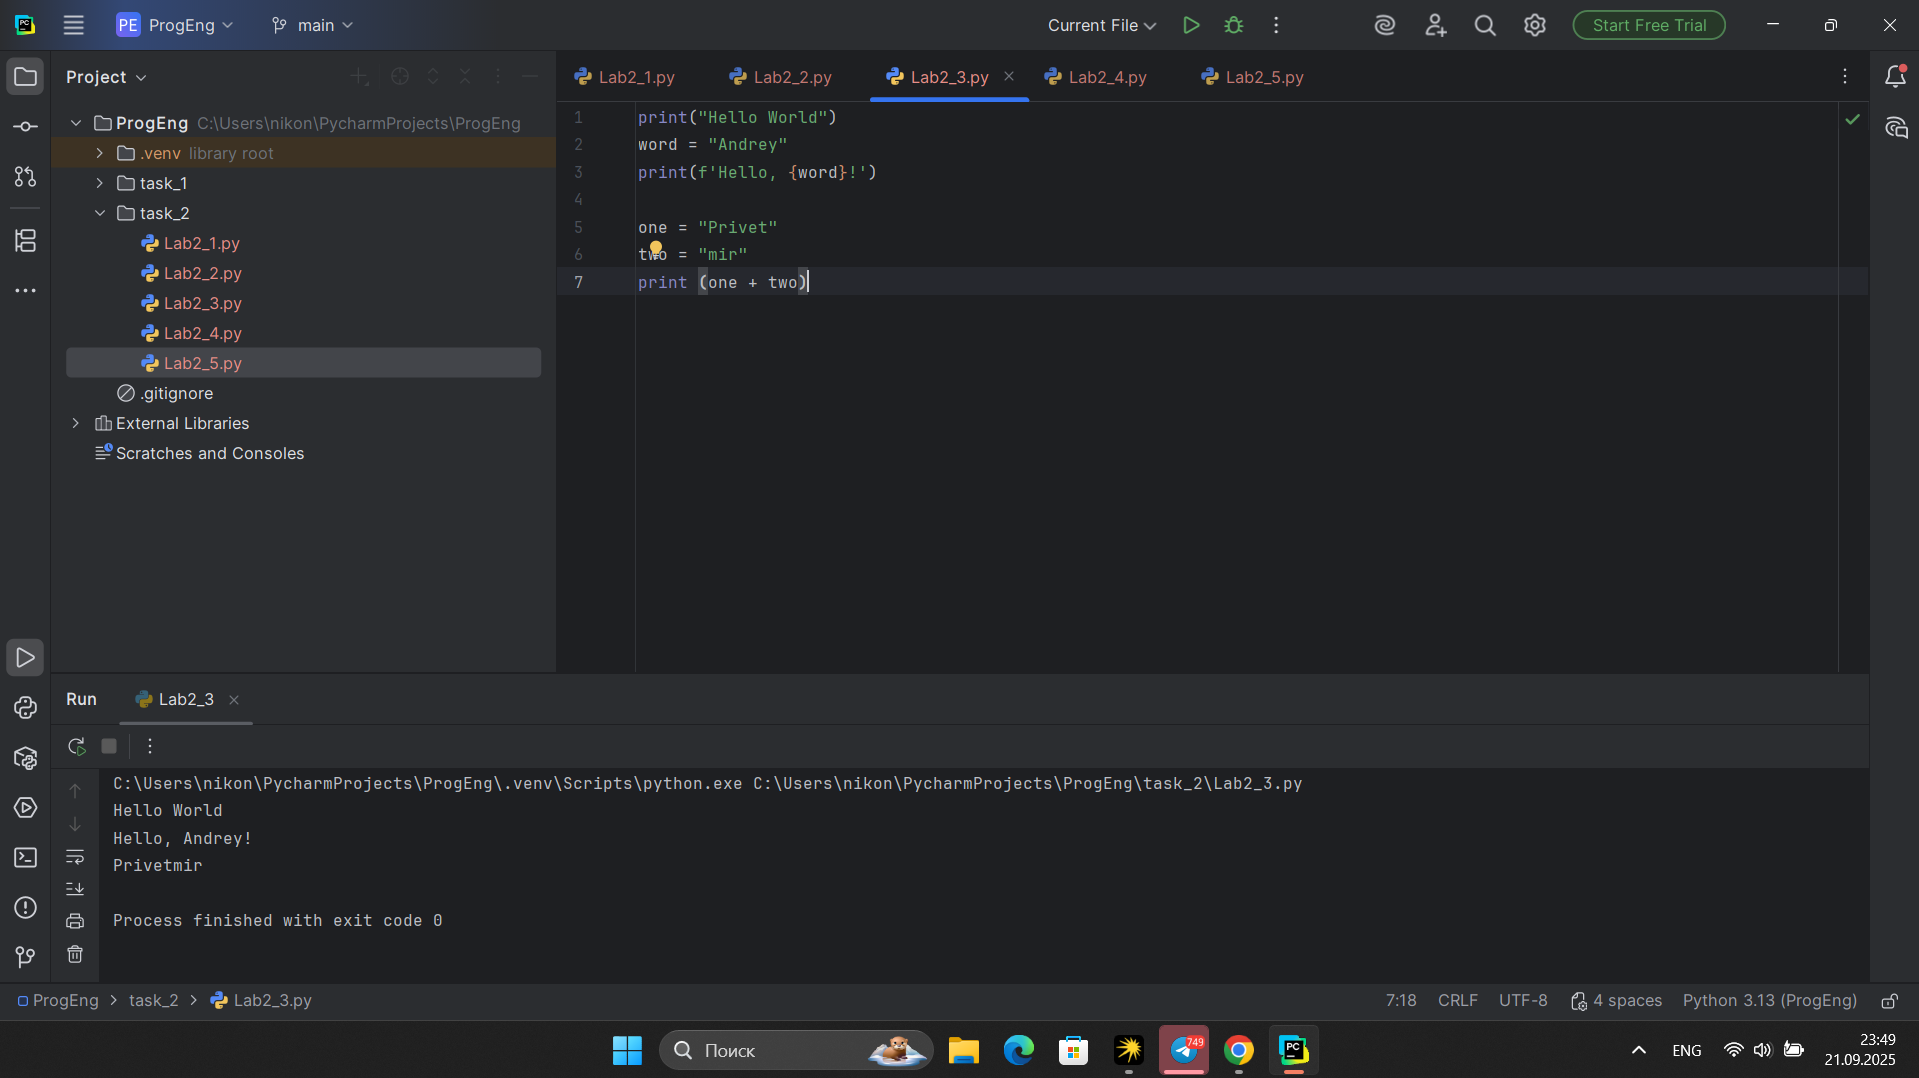 PE ProgEng main Current File Start Free Trial
Project
Lab2_1.py Lab2_2.py Lab2_3.py Lab2_4.py Lab2_5.py
ProgEng C:\Users\nikon\PycharmProjects\ProgEng
.venv library root
task_1
task_2
Lab2_1.py
Lab2_2.py
Lab2_3.py
Lab2_4.py
Lab2_5.py
.gitignore
External Libraries
Scratches and Consoles
1 print("Hello World")
2 word = "Andrey"
3 print(f'Hello, {word}!')
4
5 one = "Privet"
6 two = "mir"
7 print (one + two)
Run Lab2_3
C:\Users\nikon\PycharmProjects\ProgEng\.venv\Scripts\python.exe C:\Users\nikon\PycharmProjects\ProgEng\task_2\Lab2_3.py
Hello World
Hello, Andrey!
Privetmir
Process finished with exit code 0
ProgEng > task_2 > Lab2_3.py 7:18 CRLF UTF-8 4 spaces Python 3.13 (ProgEng)
Поиск 749 PC ENG 23:49
21.09.2025